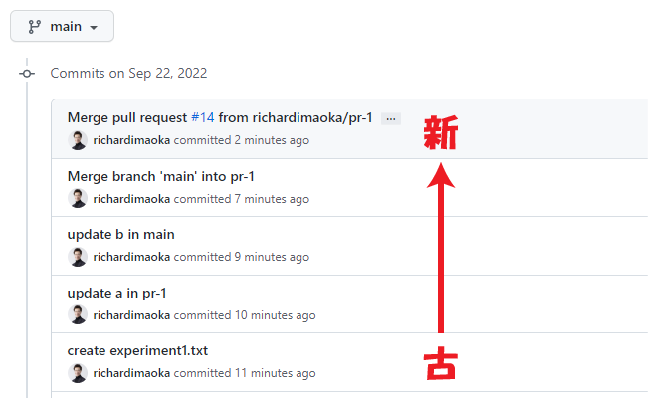 main
Commits on Sep 22, 2022
Merge pull request #14 from richardimaoka/pr-1 ...
richardimaoka committed 2 minutes ago
新
Merge branch 'main' into pr-1
richardimaoka committed 7 minutes ago
update b in main
richardimaoka committed 9 minutes ago
update a in pr-1
richardimaoka committed 10 minutes ago
create experiment1.txt
richardimaoka committed 11 minutes ago
古